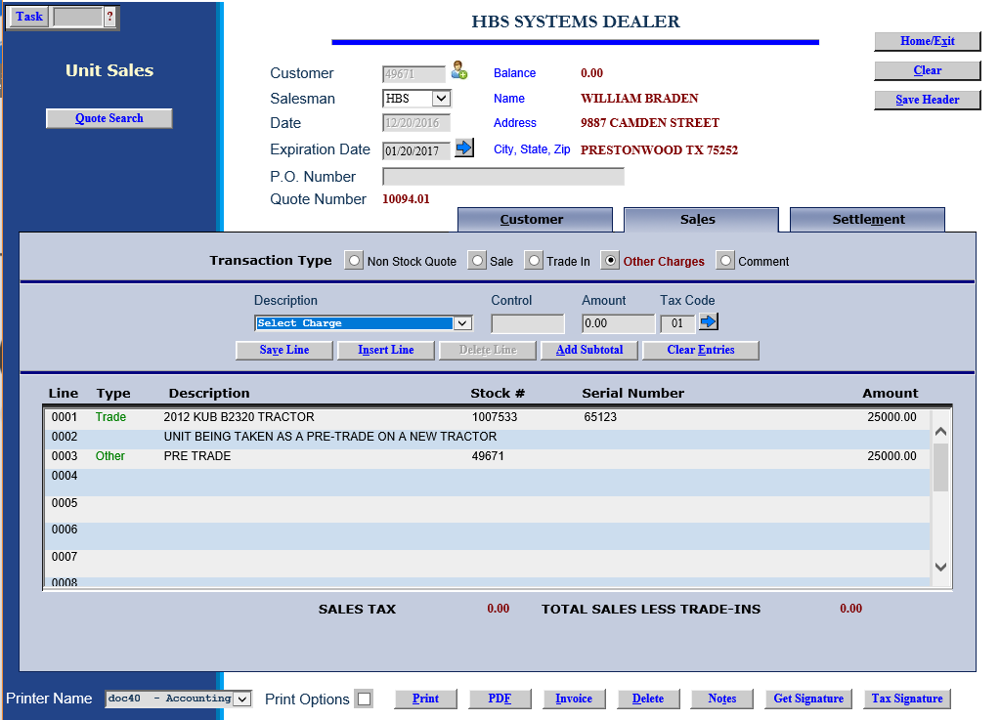 Task ?
HBS SYSTEMS DEALER
Home/Exit
Unit Sales
Clear
Quote Search
Save Header
Customer 49671 Balance 0.00
Salesman HBS Name WILLIAM BRADEN
Date 12/20/2016 Address 9887 CAMDEN STREET
Expiration Date 01/20/2017 City, State, Zip PRESTONWOOD TX 75252
P.O. Number
Quote Number 10094.01
Customer Sales Settlement
Transaction Type Non Stock Quote Sale Trade In Other Charges Comment
Description Control Amount Tax Code
Select Charge 0.00 01
Save Line Insert Line Delete Line Add Subtotal Clear Entries
Line Type Description Stock # Serial Number Amount
0001 Trade 2012 KUB B2320 TRACTOR 1007533 65123 25000.00
0002 UNIT BEING TAKEN AS A PRE-TRADE ON A NEW TRACTOR
0003 Other PRE TRADE 49671 25000.00
0004
0005
0006
0007
0008
SALES TAX 0.00 TOTAL SALES LESS TRADE-INS 0.00
Printer Name doc40 - Accounting Print Options Print PDF Invoice Delete Notes Get Signature Tax Signature